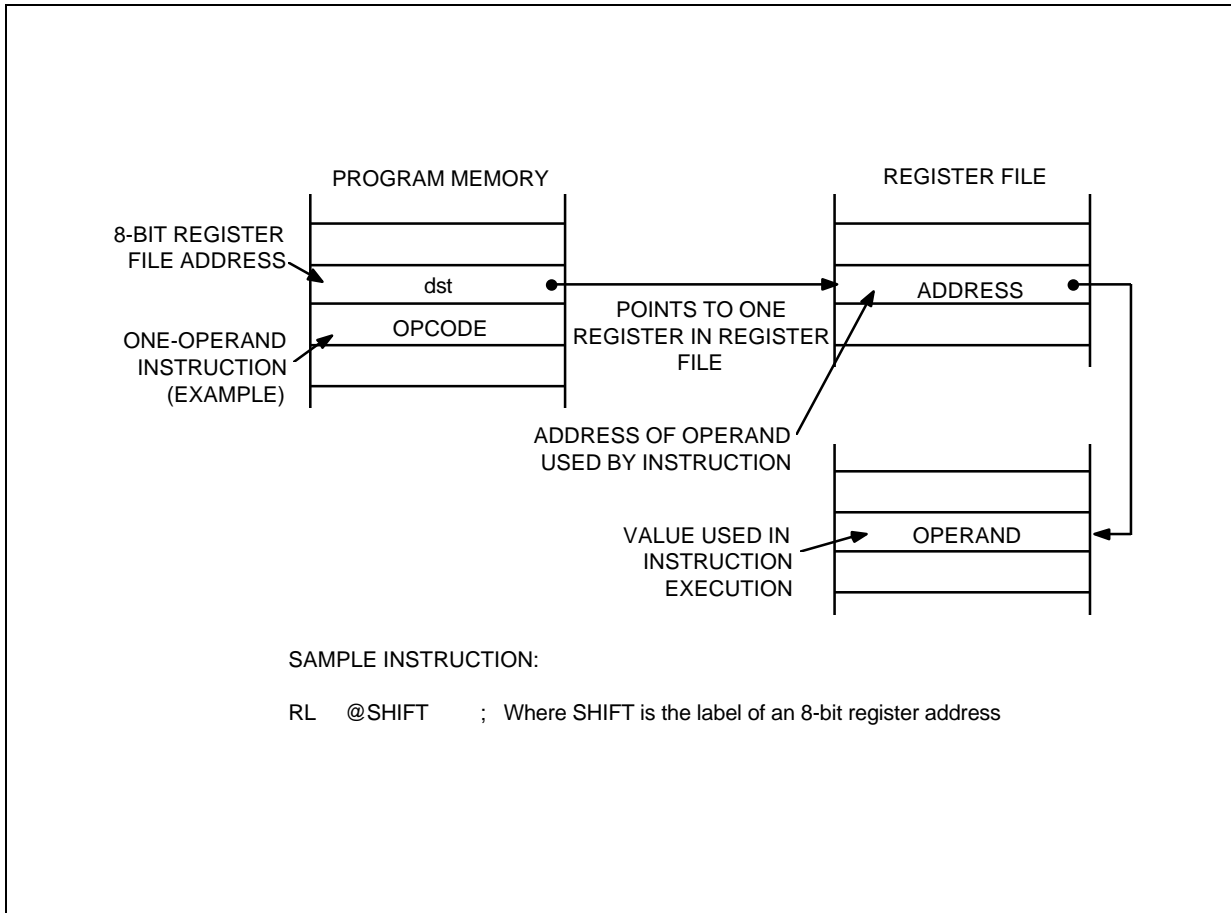 PROGRAM MEMORY
REGISTER FILE
8-BIT REGISTER
FILE ADDRESS
dst
ADDRESS
POINTS TO ONE
REGISTER IN REGISTER
FILE
OPCODE
ONE-OPERAND
INSTRUCTION
(EXAMPLE)
ADDRESS OF OPERAND
USED BY INSTRUCTION
VALUE USED IN
INSTRUCTION
EXECUTION
OPERAND
SAMPLE INSTRUCTION:
RL @SHIFT ; Where SHIFT is the label of an 8-bit register address